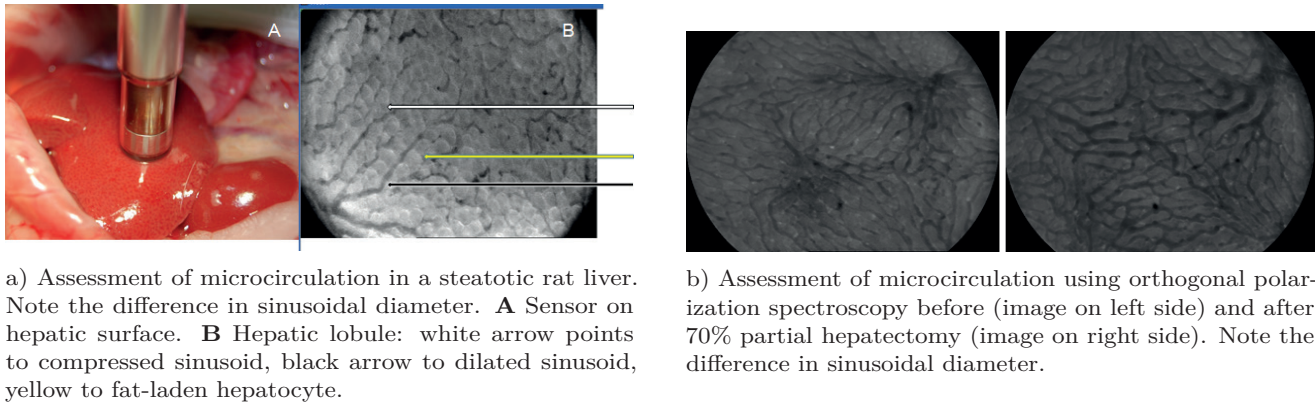 A
B
a) Assessment of microcirculation in a steatotic rat liver.
Note the difference in sinusoidal diameter. A Sensor on
hepatic surface. B Hepatic lobule: white arrow points
to compressed sinusoid, black arrow to dilated sinusoid,
yellow to fat-laden hepatocyte.
b) Assessment of microcirculation using orthogonal polar-
ization spectroscopy before (image on left side) and after
70% partial hepatectomy (image on right side). Note the
difference in sinusoidal diameter.